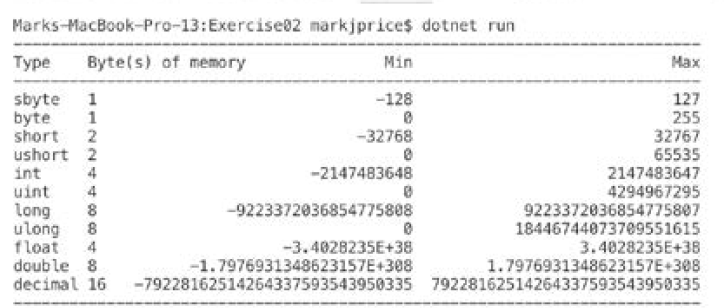 Marks-MacBook-Pro-13:Exercise02 markjprice$ dotnet run
Type Byte(s) of memory Min Max
sbyte 1 -128 127
byte 1 0 255
short 2 -32768 32767
ushort 2 0 65535
int 4 -2147483648 2147483647
uint 4 0 4294967295
long 8 -9223372036854775808 9223372036854775807
ulong 8 0 18446744073709551615
float 4 -3.4028235E+38 3.4028235E+38
double 8 -1.7976931348623157E+308 1.7976931348623157E+308
decimal 16 -79228162514264337593543950335 79228162514264337593543950335